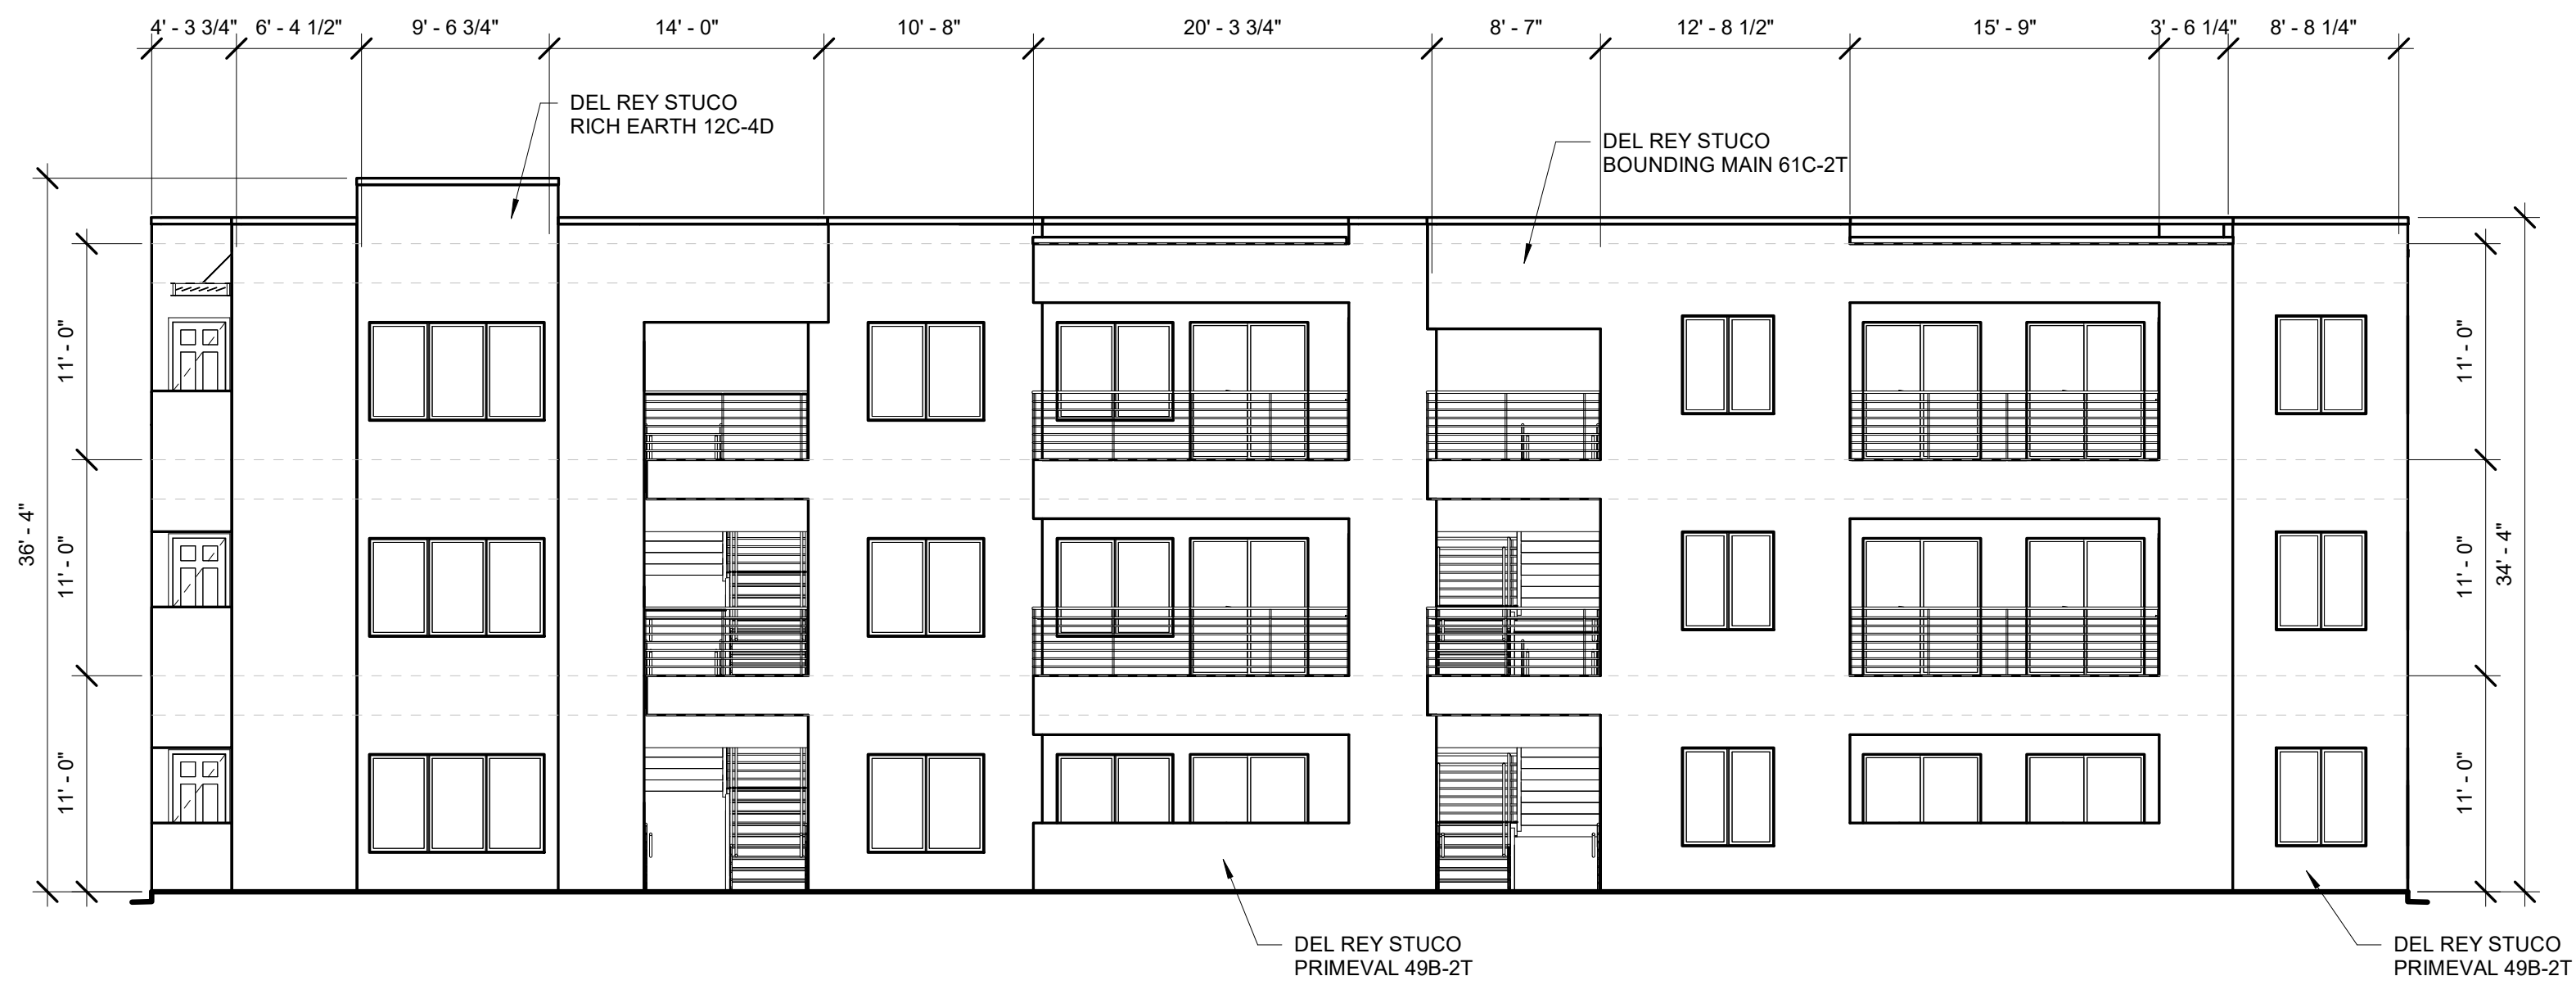 4' - 3 3/4"
6' - 4 1/2"
9' - 6 3/4"
14' - 0"
10' - 8"
20' - 3 3/4"
8' - 7"
12' - 8 1/2"
15' - 9"
3' - 6 1/4"
8' - 8 1/4"
DEL REY STUCO
RICH EARTH 12C-4D
DEL REY STUCO
BOUNDING MAIN 61C-2T
36' - 4"
11' - 0"
11' - 0"
11' - 0"
11' - 0"
11' - 0"
11' - 0"
34' - 4"
DEL REY STUCO
PRIMEVAL 49B-2T
DEL REY STUCO
PRIMEVAL 49B-2T